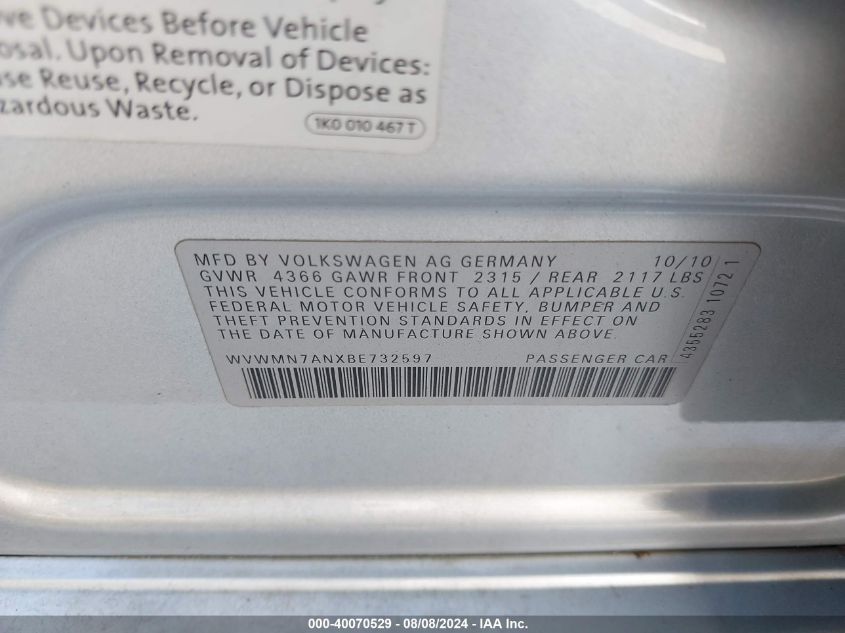 ve Devices Before Vehicle
osal. Upon Removal of Devices:
se Reuse, Recycle, or Dispose as
zardous Waste.
1K0 010 467 T
MFD BY VOLKSWAGEN AG GERMANY 10/10
GVWR 4366 GAWR FRONT 2315 / REAR 2117 LBS
THIS VEHICLE CONFORMS TO ALL APPLICABLE U.S.
FEDERAL MOTOR VEHICLE SAFETY, BUMPER AND
THEFT PREVENTION STANDARDS IN EFFECT ON
THE DATE OF MANUFACTURE SHOWN ABOVE.
WVWMN7ANXBE732597 PASSENGER CAR
4355283 1072 1
000-40070529 - 08/08/2024 - IAA Inc.